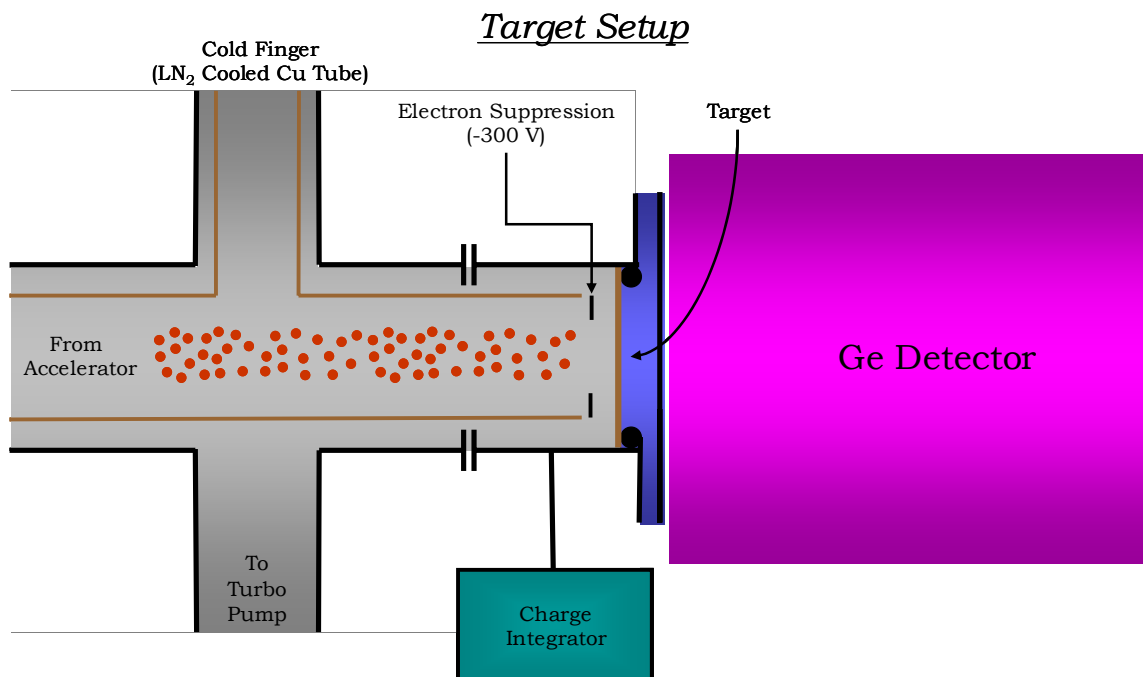 Target Setup
Cold Finger
(LN₂ Cooled Cu Tube)
Electron Suppression
(-300 V)
Target
From
Accelerator
Ge Detector
To
Turbo
Pump
Charge
Integrator